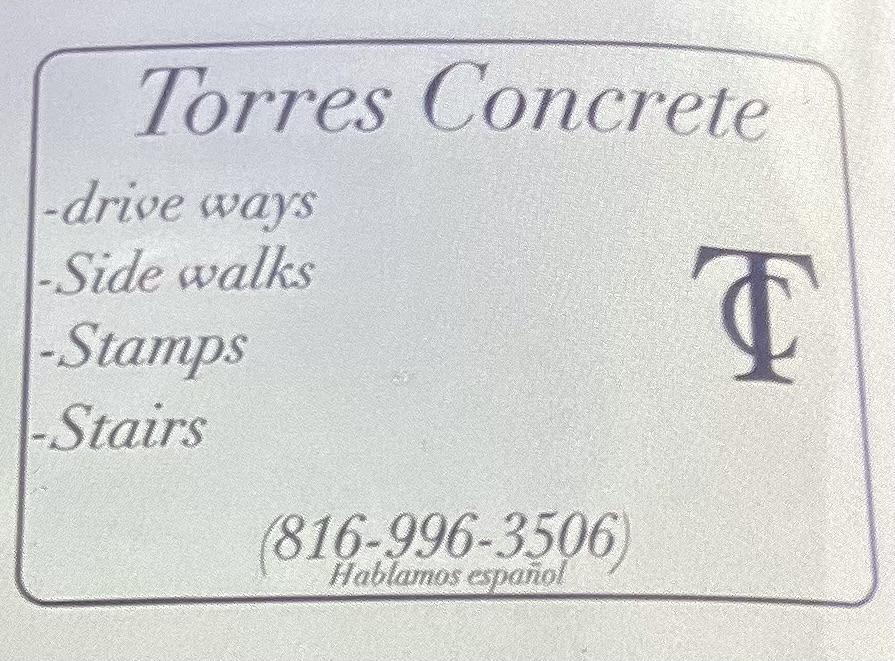 Torres Concrete
-drive ways
-Side walks
TC
-Stamps
-Stairs
(816-996-3506)
Hablamos español